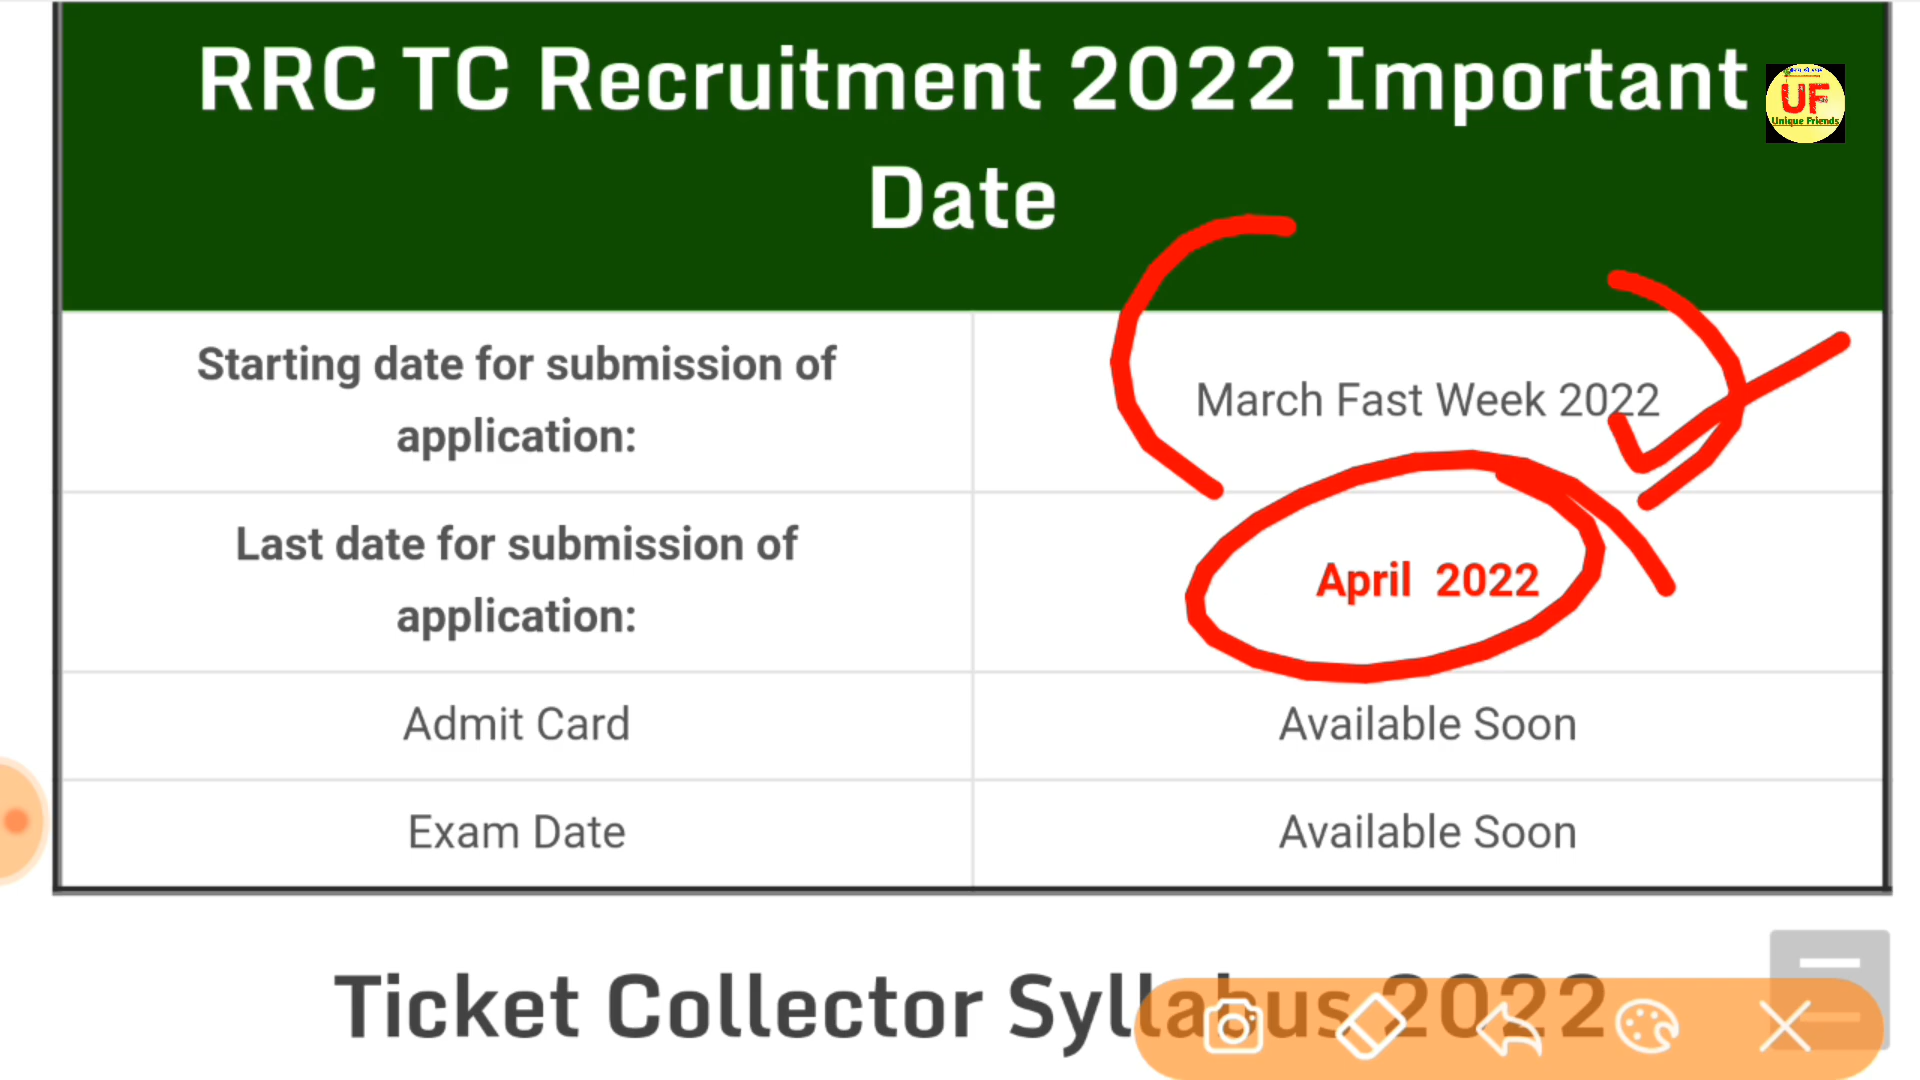 RRC TC Recruitment 2022 Important
Date
UF
Unique Friends
Starting date for submission of
application:
March Fast Week 2022
Last date for submission of
application:
April 2022
Admit Card
Available Soon
Exam Date
Available Soon
Ticket Collector Syllabus 2022